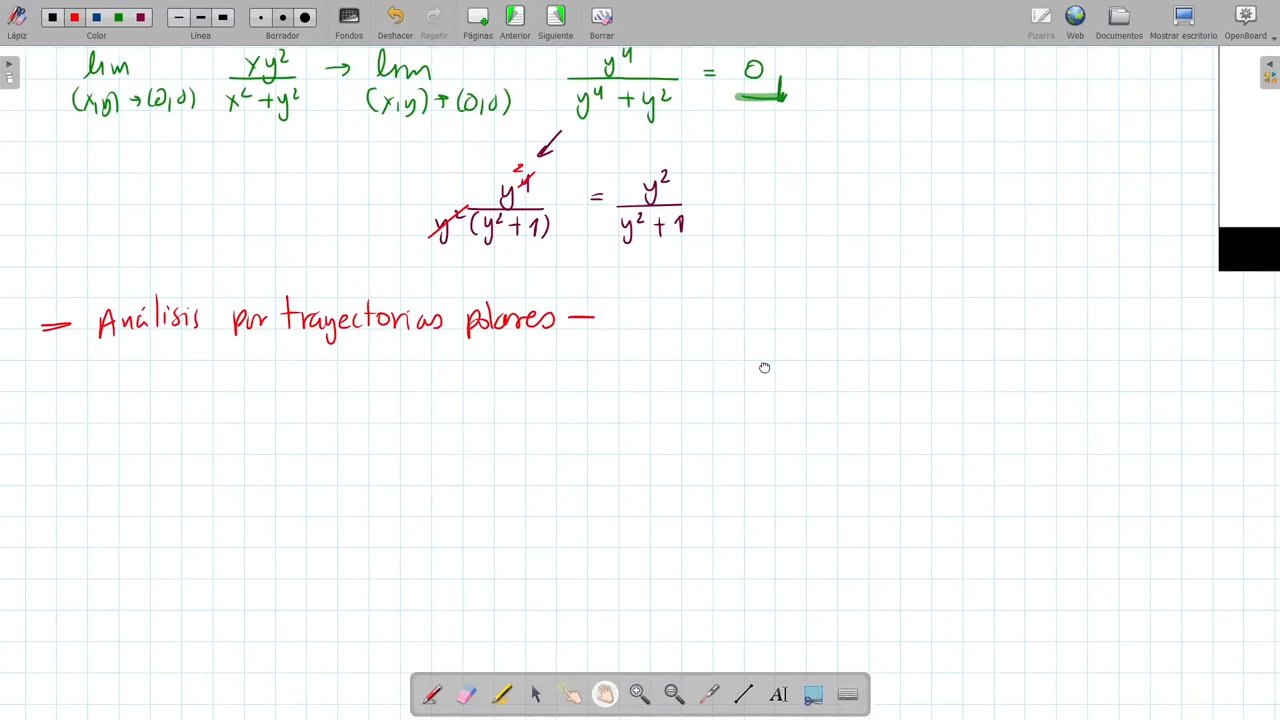 Lápiz Color Línea Borrador Fondos Deshacer Repetir Páginas Anterior Siguiente Borrar Pizarra Web Documentos Mostrar escritorio OpenBoard
lim xy² → lim y⁴ = 0
(x,y) → (0,0) x² + y² (x,y) → (0,0) y⁴ + y²
2
y⁴ = y²
y² (y² + 1) y² + 1
= Análisis por trayectorias polares –
AI